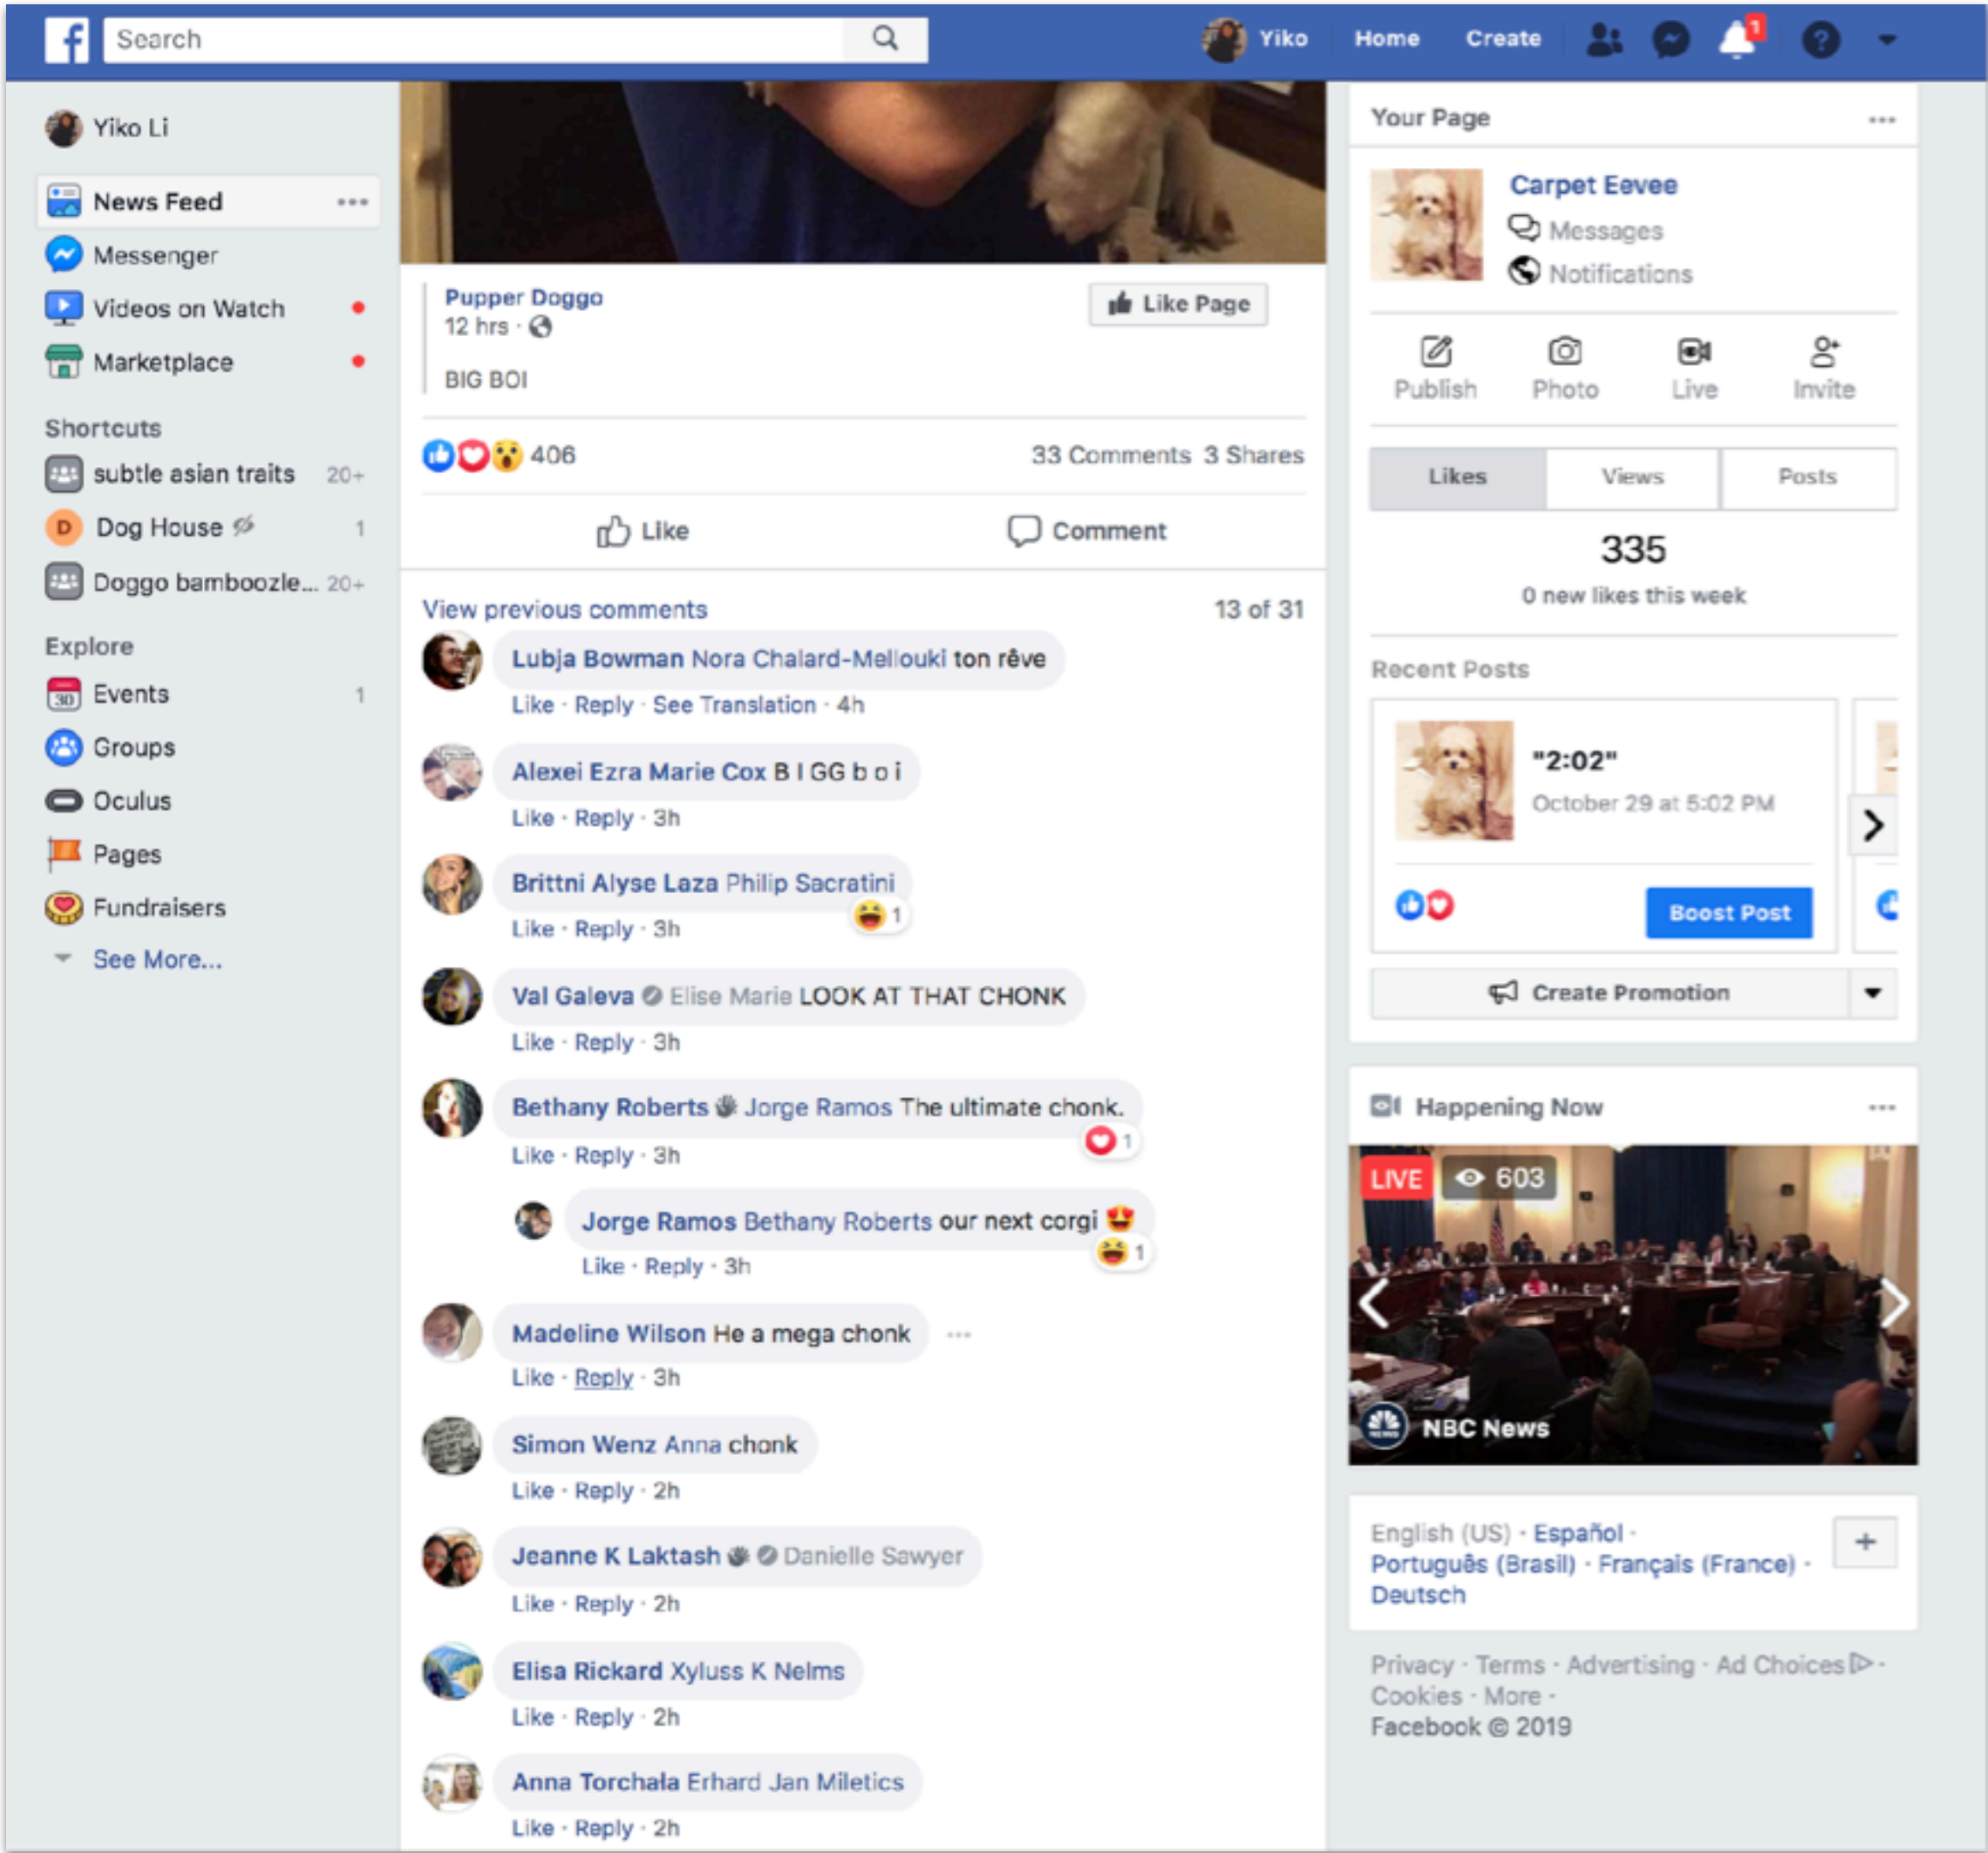 Search
Yiko
Home
Create
1
Yiko Li
News Feed
Messenger
Videos on Watch
Marketplace
Shortcuts
subtle asian traits 20+
D Dog House 1
Doggo bamboozle... 20+
Explore
30 Events 1
Groups
Oculus
Pages
Fundraisers
See More...
Pupper Doggo
12 hrs ·
Like Page
BIG BOI
406
33 Comments 3 Shares
Like
Comment
View previous comments
13 of 31
Lubja Bowman Nora Chalard-Mellouki ton rêve
Like · Reply · See Translation · 4h
Alexei Ezra Marie Cox B I GG b o i
Like · Reply · 3h
Brittni Alyse Laza Philip Sacratini
1
Like · Reply · 3h
Val Galeva Elise Marie LOOK AT THAT CHONK
Like · Reply · 3h
Bethany Roberts Jorge Ramos The ultimate chonk.
1
Like · Reply · 3h
Jorge Ramos Bethany Roberts our next corgi 😍
1
Like · Reply · 3h
Madeline Wilson He a mega chonk
Like · Reply · 3h
Simon Wenz Anna chonk
Like · Reply · 2h
Jeanne K Laktash Danielle Sawyer
Like · Reply · 2h
Elisa Rickard Xyluss K Nelms
Like · Reply · 2h
Anna Torchala Erhard Jan Miletics
Like · Reply · 2h
Your Page
Carpet Eevee
Messages
Notifications
Publish
Photo
Live
Invite
Likes
Views
Posts
335
0 new likes this week
Recent Posts
"2:02"
October 29 at 5:02 PM
Boost Post
Create Promotion
Happening Now
LIVE
603
NBC News
English (US) · Español ·
Português (Brasil) · Français (France) ·
Deutsch
Privacy · Terms · Advertising · Ad Choices ·
Cookies · More ·
Facebook © 2019